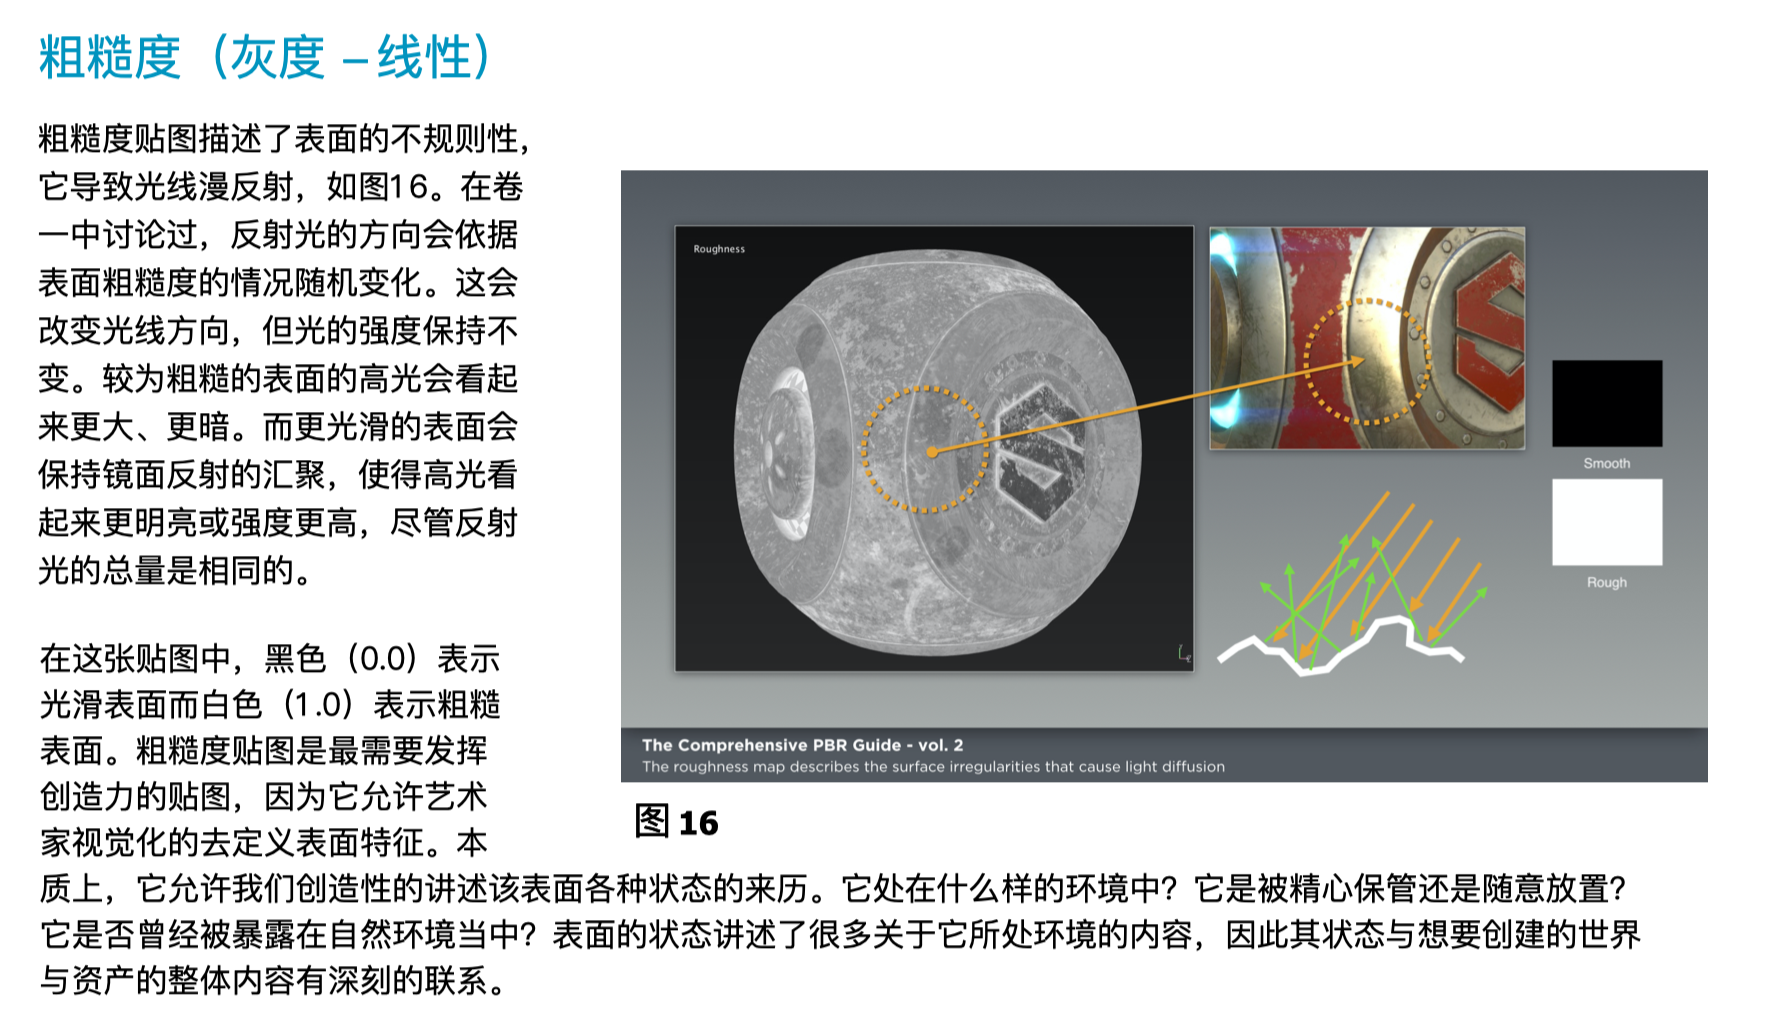 粗糙度（灰度 – 线性）
粗糙度贴图描述了表面的不规则性，
它导致光线漫反射，如图16。在卷
一中讨论过，反射光的方向会依据
表面粗糙度的情况随机变化。这会
改变光线方向，但光的强度保持不
变。较为粗糙的表面的高光会看起
来更大、更暗。而更光滑的表面会
保持镜面反射的汇聚，使得高光看
起来更明亮或强度更高，尽管反射
光的总量是相同的。
在这张贴图中，黑色（0.0）表示
光滑表面而白色（1.0）表示粗糙
表面。粗糙度贴图是最需要发挥
创造力的贴图，因为它允许艺术
家视觉化的去定义表面特征。本
质上，它允许我们创造性的讲述该表面各种状态的来历。它处在什么样的环境中？它是被精心保管还是随意放置？
它是否曾经被暴露在自然环境当中？表面的状态讲述了很多关于它所处环境的内容，因此其状态与想要创建的世界
与资产的整体内容有深刻的联系。
Roughness
Smooth
Rough
The Comprehensive PBR Guide - vol. 2
The roughness map describes the surface irregularities that cause light diffusion
图 16